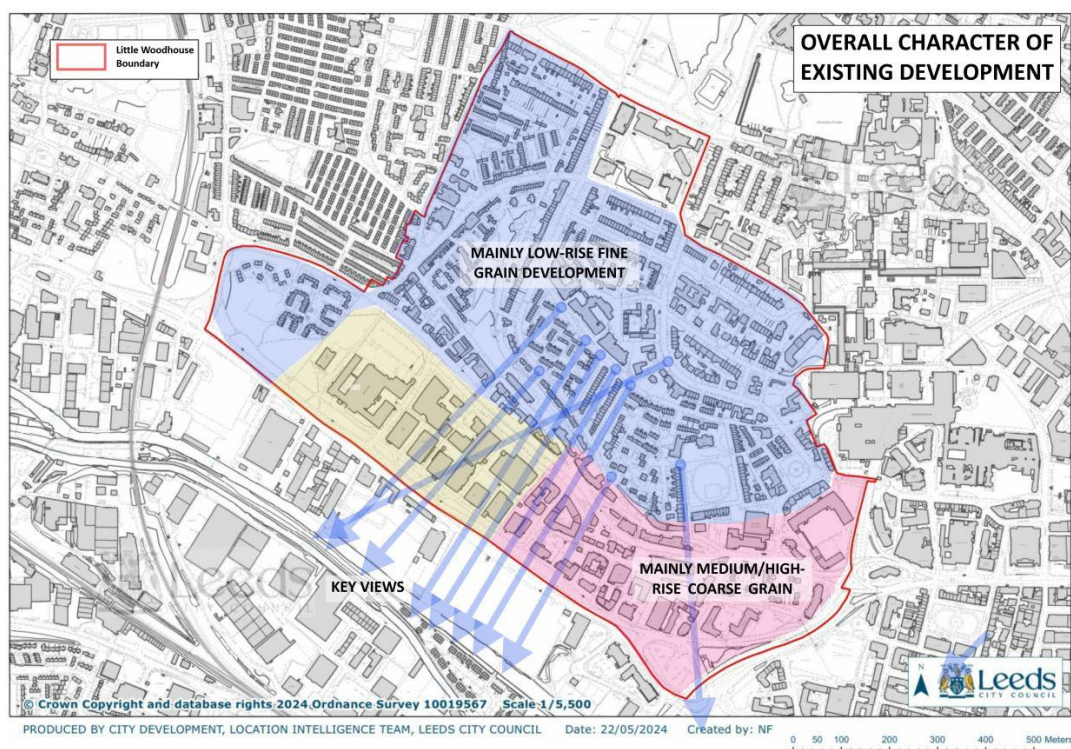 Little Woodhouse
Boundary
OVERALL CHARACTER OF
EXISTING DEVELOPMENT
MAINLY LOW-RISE FINE
GRAIN DEVELOPMENT
MAINLY MEDIUM/HIGH-
RISE COARSE GRAIN
KEY VIEWS
N
Leeds
CITY COUNCIL
© Crown Copyright and database rights 2024 Ordnance Survey 10019567 Scale 1/5,500
PRODUCED BY CITY DEVELOPMENT, LOCATION INTELLIGENCE TEAM, LEEDS CITY COUNCIL Date: 22/05/2024 Created by: NF
0 50 100 200 300 400 500 Meters